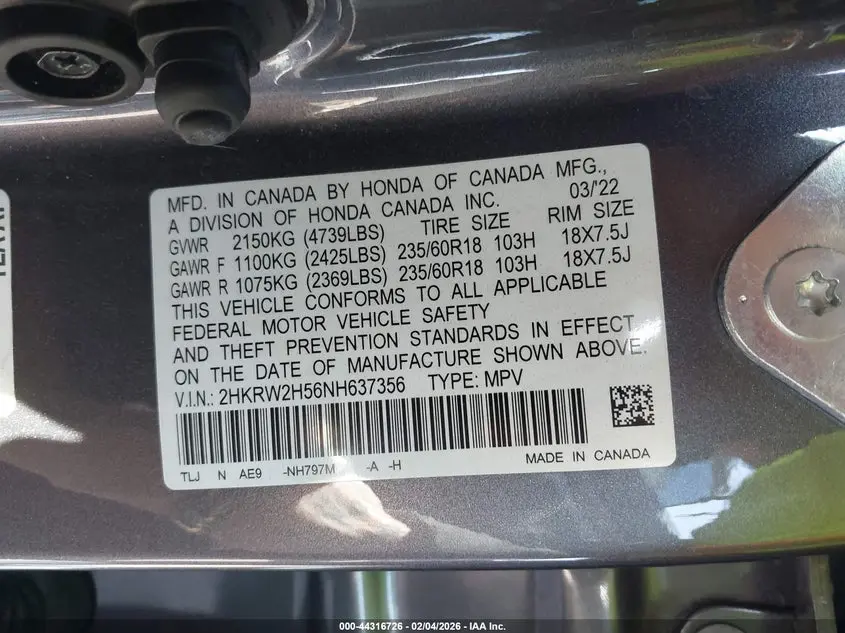 MFD. IN CANADA BY HONDA OF CANADA MFG.,
A DIVISION OF HONDA CANADA INC. 03/'22
GVWR 2150KG (4739LBS) TIRE SIZE RIM SIZE
GAWR F 1100KG (2425LBS) 235/60R18 103H 18X7.5J
GAWR R 1075KG (2369LBS) 235/60R18 103H 18X7.5J
THIS VEHICLE CONFORMS TO ALL APPLICABLE
FEDERAL MOTOR VEHICLE SAFETY
AND THEFT PREVENTION STANDARDS IN EFFECT
ON THE DATE OF MANUFACTURE SHOWN ABOVE.
V.I.N.: 2HKRW2H56NH637356 TYPE: MPV
TLJ N AE9 -NH797M -A -H MADE IN CANADA
000-44316726 - 02/04/2026 - IAA Inc.